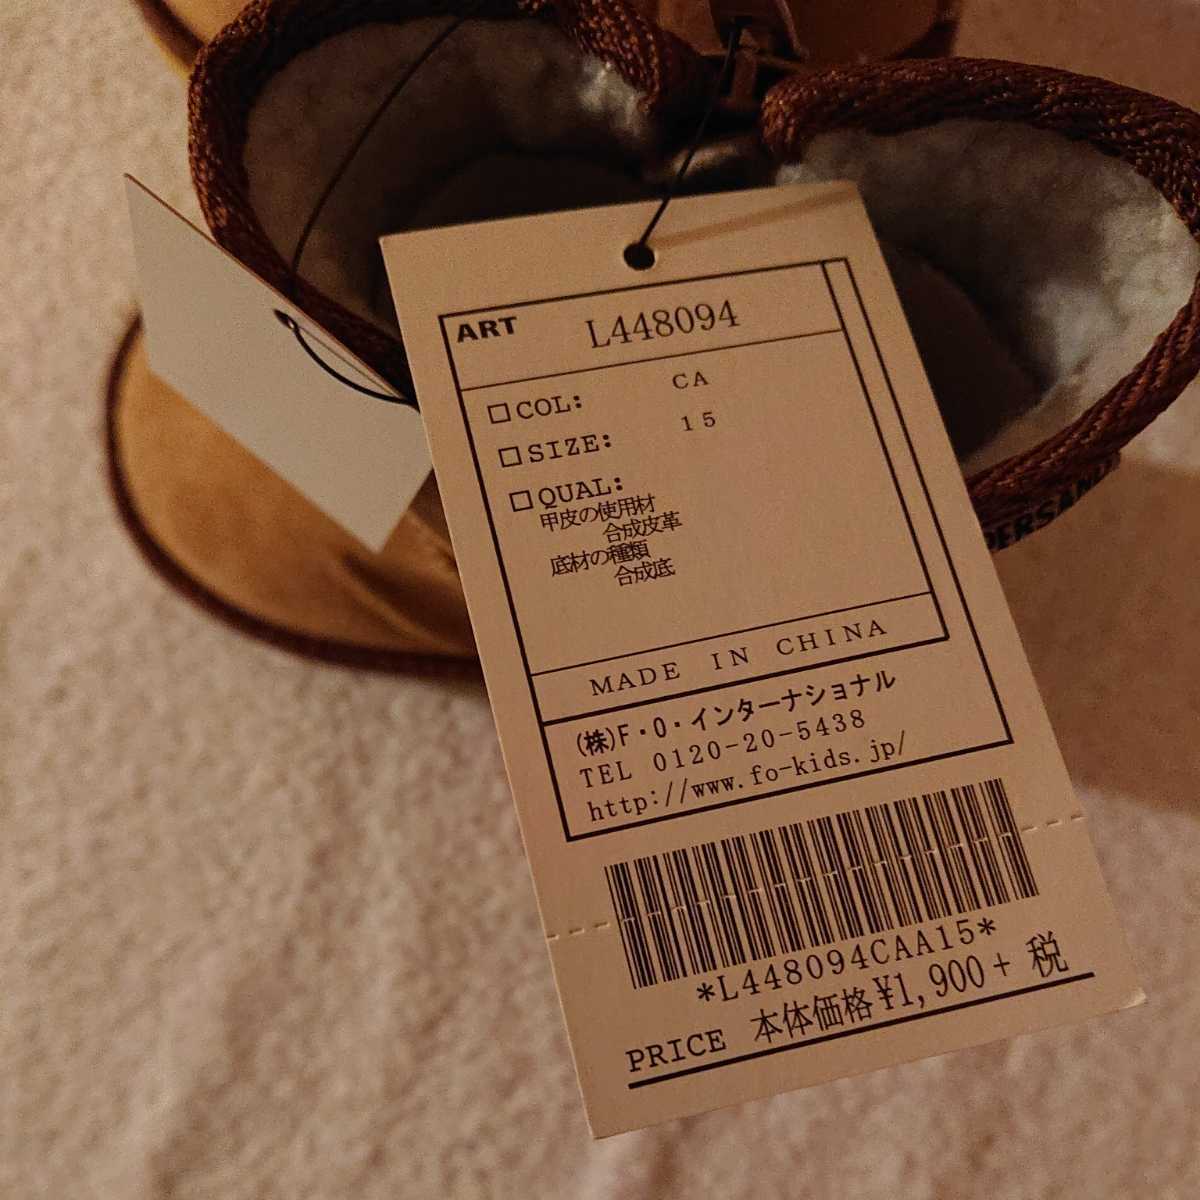 ART L448094
□COL: CA
□SIZE: 15
□QUAL:
甲皮の使用材
合成皮革
底材の種類
合成底
MADE IN CHINA
(株)F・O・インターナショナル
TEL 0120-20-5438
http://www.fo-kids.jp/
*L448094CAA15*
PRICE 本体価格¥1,900+ 税